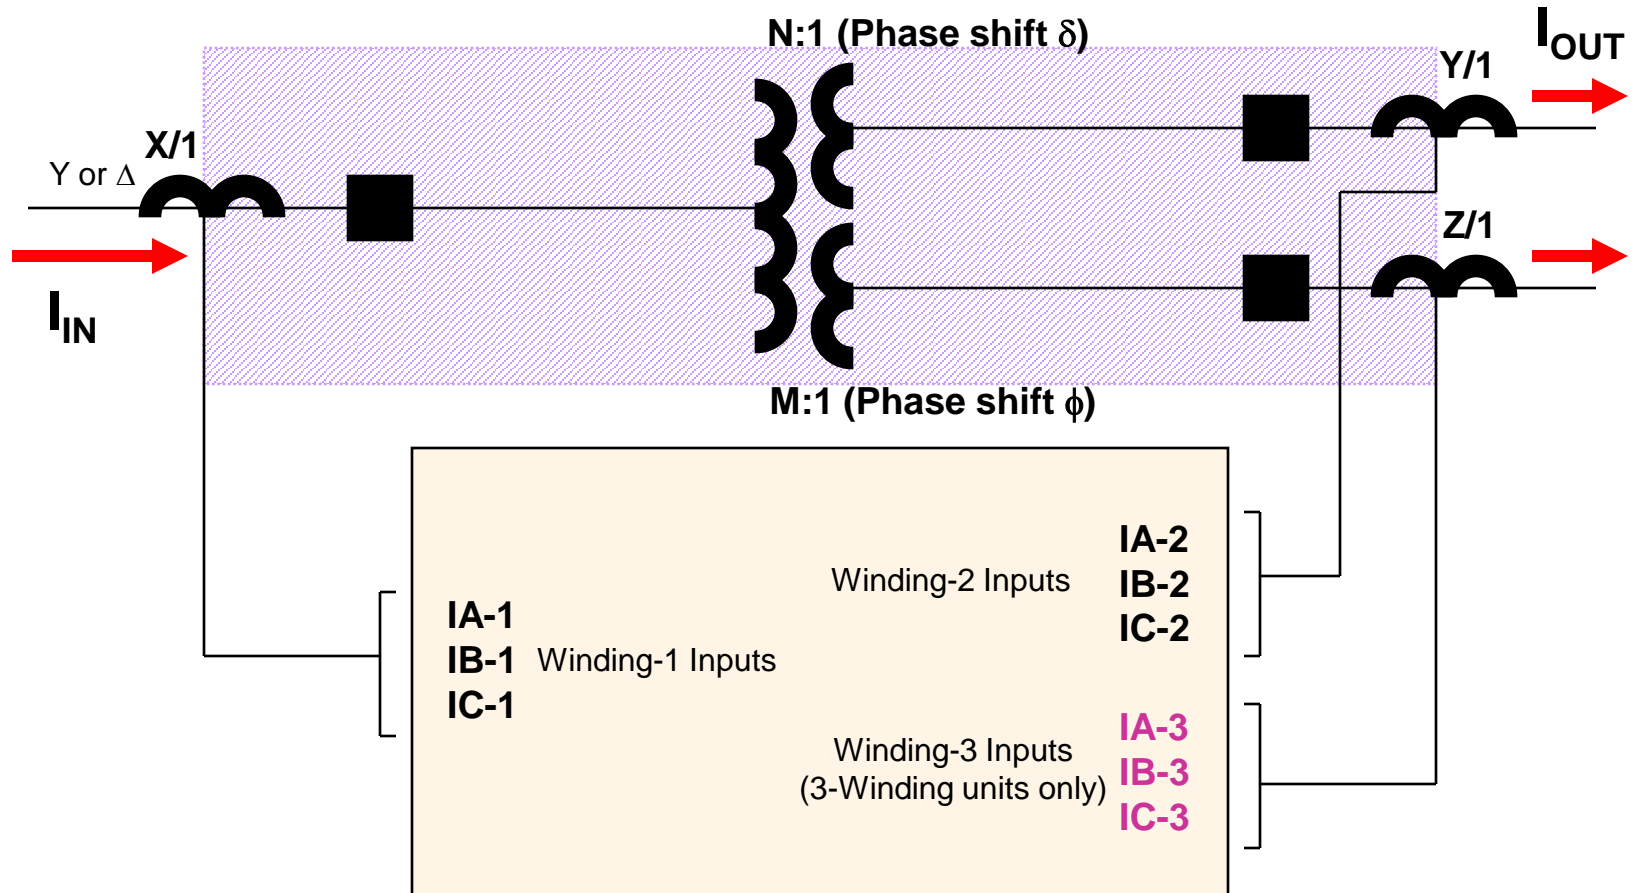 N:1 (Phase shift δ)
I_OUT
Y/1
X/1
Y or Δ
Z/1
I_IN
M:1 (Phase shift ϕ)
IA-1
IB-1
IC-1
Winding-1 Inputs
Winding-2 Inputs
IA-2
IB-2
IC-2
Winding-3 Inputs
(3-Winding units only)
IA-3
IB-3
IC-3